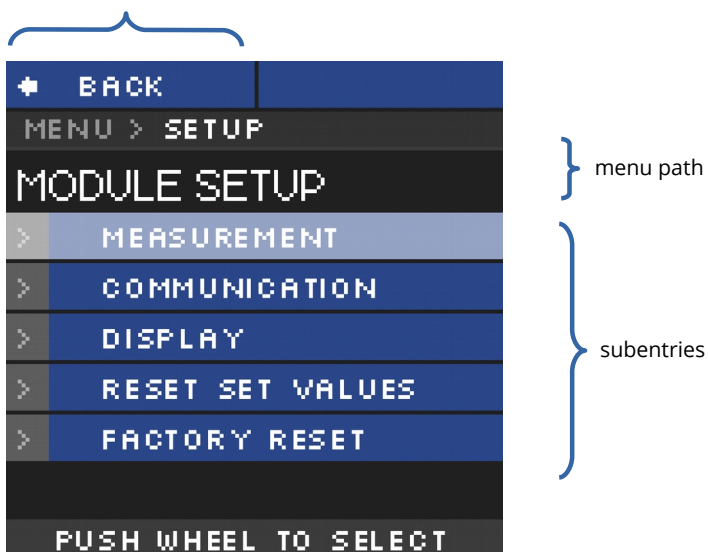 BACK
MENU > SETUP
menu path
MODULE SETUP
> MEASUREMENT
> COMMUNICATION
> DISPLAY
subentries
> RESET SET VALUES
> FACTORY RESET
PUSH WHEEL TO SELECT